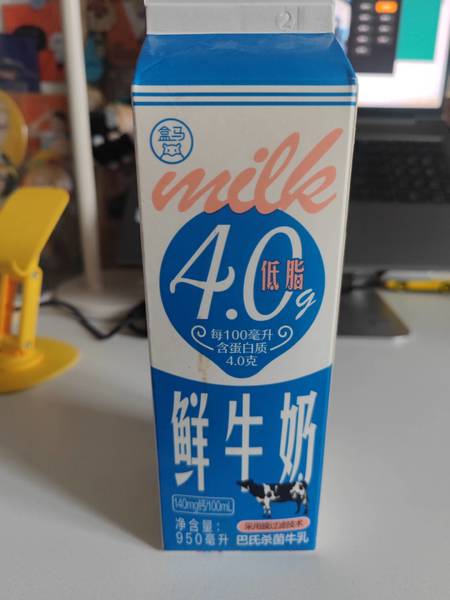 2
盒马
milk
4.0g
低脂
每100毫升
含蛋白质
4.0克
鲜牛奶
140mg钙/100mL
采用膜过滤技术
净含量：
950毫升 巴氏杀菌牛乳